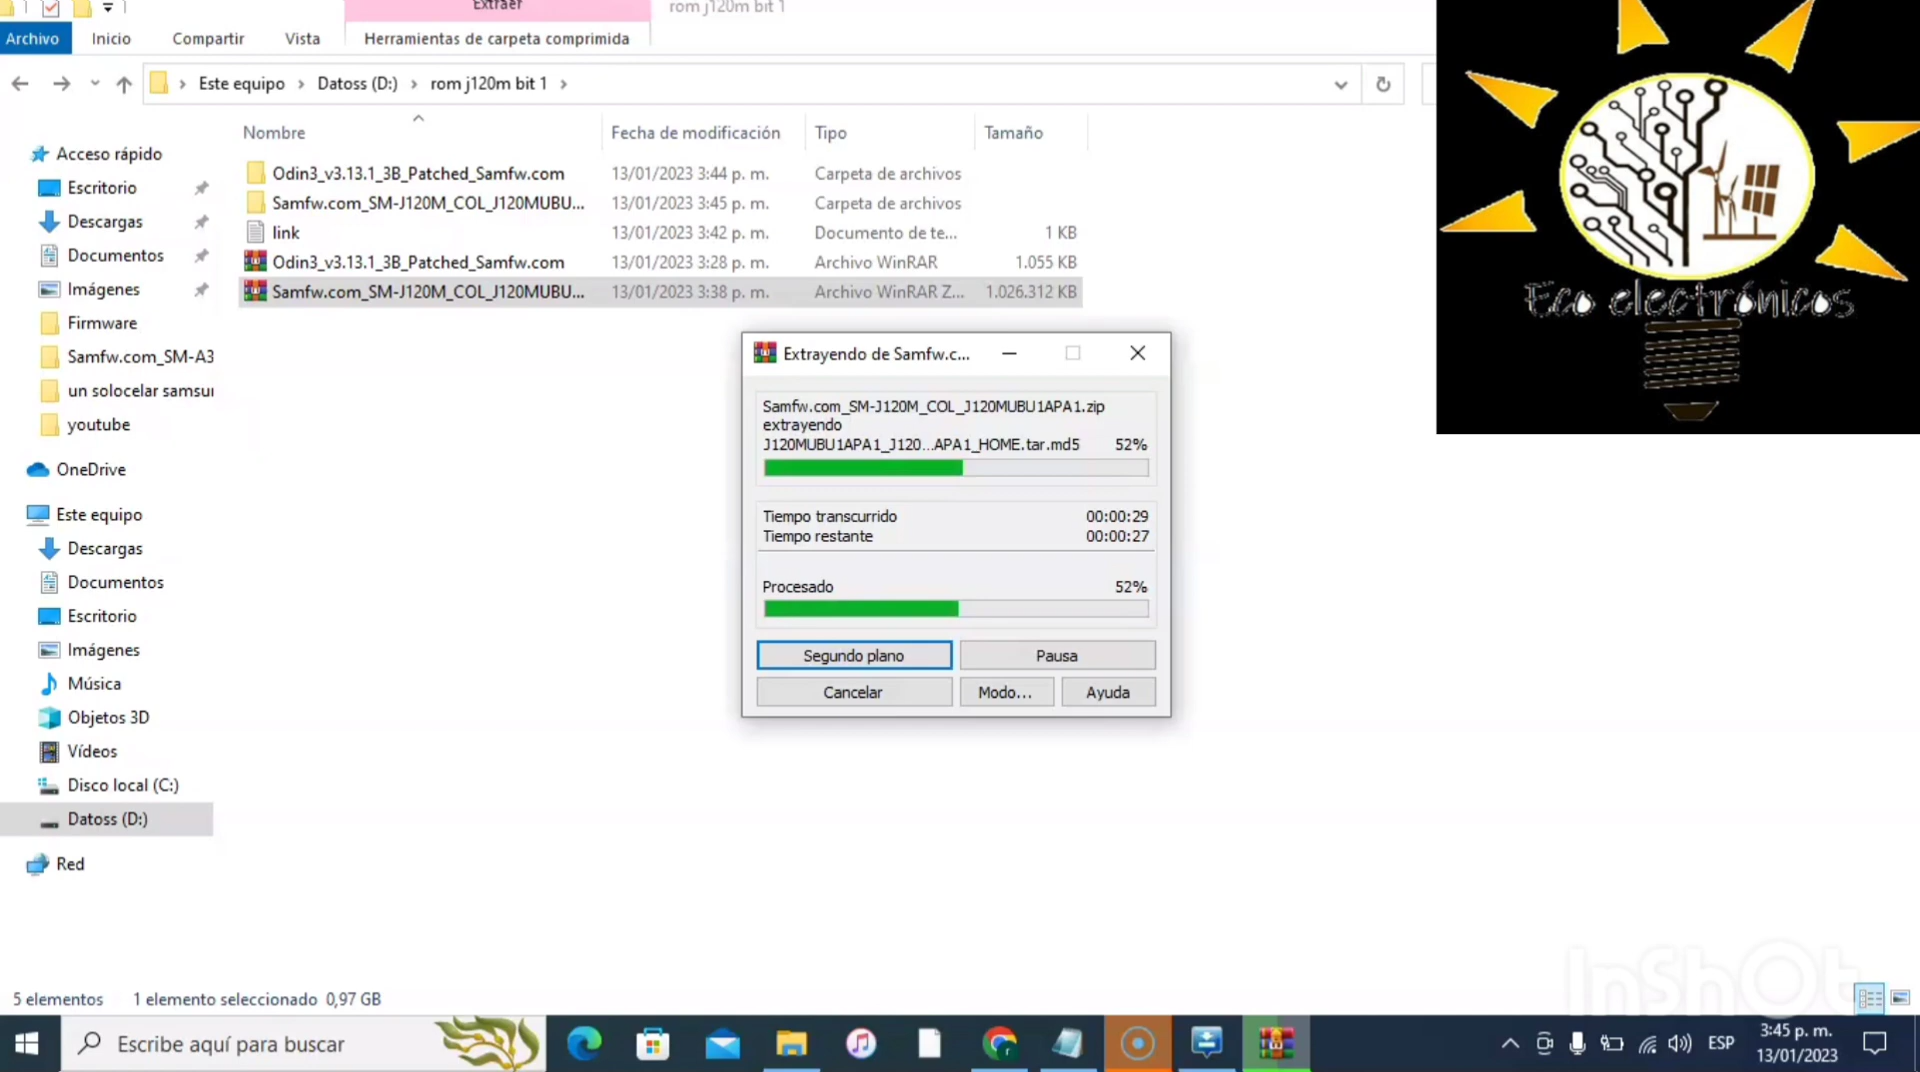 Extraer
rom j120m bit 1
Archivo
Inicio
Compartir
Vista
Herramientas de carpeta comprimida
Este equipo
Datoss (D:)
rom j120m bit 1
Nombre
Fecha de modificación
Tipo
Tamaño
Odin3_v3.13.1_3B_Patched_Samfw.com 13/01/2023 3:44 p. m. Carpeta de archivos
Samfw.com_SM-J120M_COL_J120MUBU... 13/01/2023 3:45 p. m. Carpeta de archivos
link 13/01/2023 3:42 p. m. Documento de te... 1 KB
Odin3_v3.13.1_3B_Patched_Samfw.com 13/01/2023 3:28 p. m. Archivo WinRAR 1.055 KB
Samfw.com_SM-J120M_COL_J120MUBU... 13/01/2023 3:38 p. m. Archivo WinRAR Z... 1.026.312 KB
Acceso rápido
Escritorio
Descargas
Documentos
Imágenes
Firmware
Samfw.com_SM-A3
un solocelar samsu
youtube
OneDrive
Este equipo
Descargas
Documentos
Escritorio
Imágenes
Música
Objetos 3D
Vídeos
Disco local (C:)
Datoss (D:)
Red
Extrayendo de Samfw.c...
Samfw.com_SM-J120M_COL_J120MUBU1APA1.zip
extrayendo
J120MUBU1APA1_J120...APA1_HOME.tar.md5 52%
Tiempo transcurrido 00:00:29
Tiempo restante 00:00:27
Procesado 52%
Segundo plano
Pausa
Cancelar
Modo...
Ayuda
Eco electrónicos
InShOt
5 elementos
1 elemento seleccionado 0,97 GB
Escribe aquí para buscar
ESP
3:45 p. m.
13/01/2023